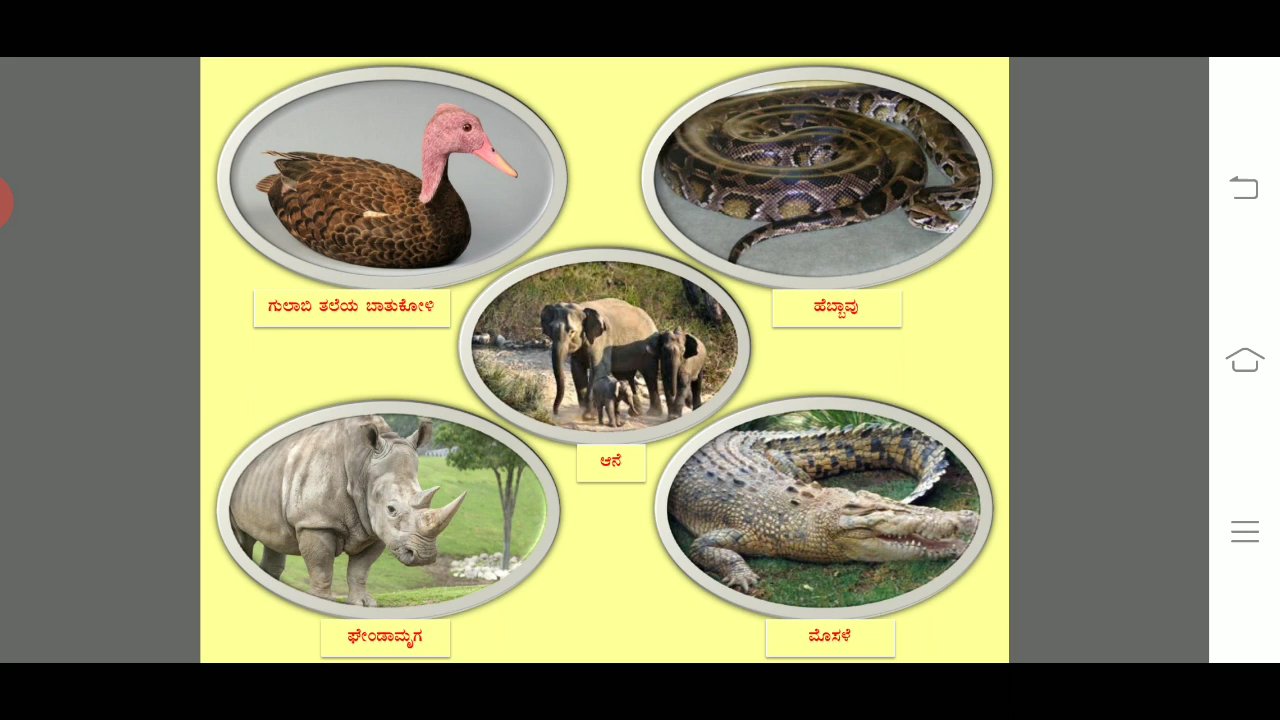 ಗುಲಾಬಿ ತಲೆಯ ಬಾತುಕೋಳಿ
ಹೆಬ್ಬಾವು
ಆನೆ
ಘೇಂಡಾಮೃಗ
ಮೊಸಳೆ